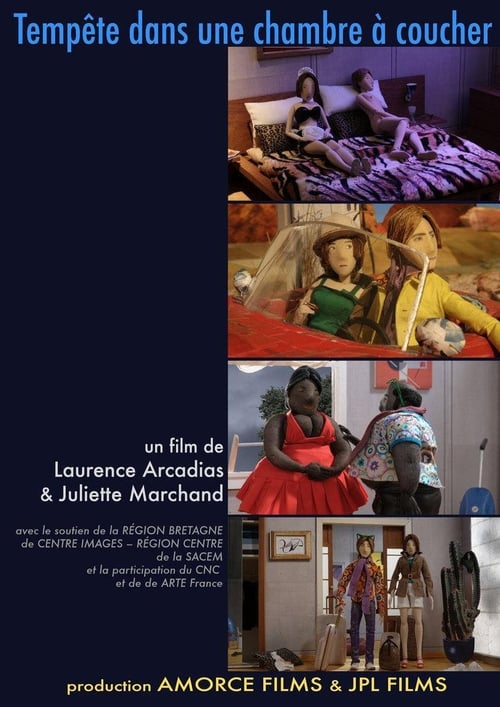 Tempête dans une chambre à coucher
un film de
Laurence Arcadias
& Juliette Marchand
avec le soutien de la RÉGION BRETAGNE
de CENTRE IMAGES – RÉGION CENTRE
de la SACEM
et la participation du CNC
et de de ARTE France
production AMORCE FILMS & JPL FILMS